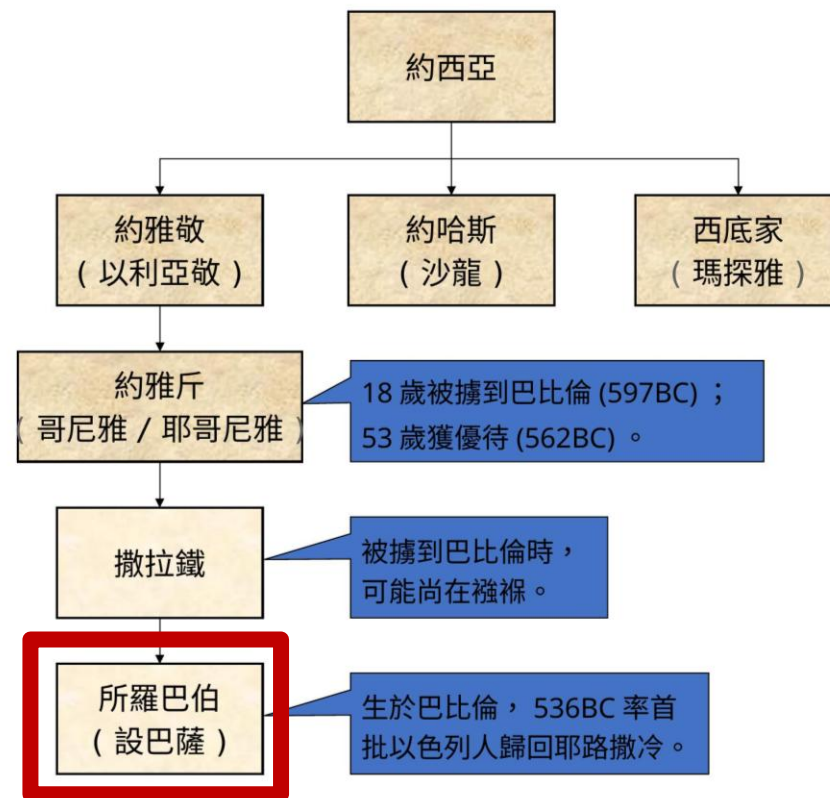 約西亞
約雅敬
（以利亞敬）
約哈斯
（沙龍）
西底家
（瑪探雅）
約雅斤
（哥尼雅 / 耶哥尼雅）
18 歲被擄到巴比倫 (597BC) ；
53 歲獲優待 (562BC) 。
撒拉鐵
被擄到巴比倫時，
可能尚在襁褓。
所羅巴伯
（設巴薩）
生於巴比倫， 536BC 率首
批以色列人歸回耶路撒冷。